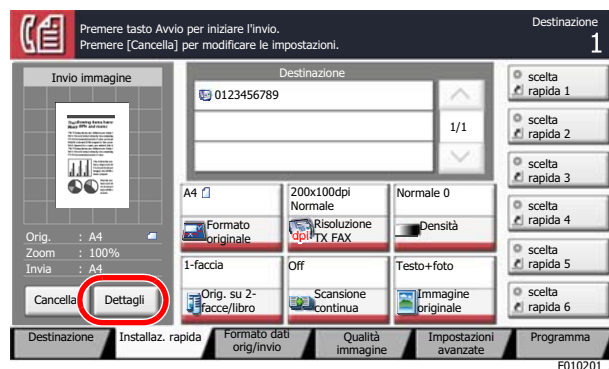 Premere tasto Avvio per iniziare l'invio.
Premere [Cancella] per modificare le impostazioni.
Destinazione
1
Invio immagine
Orig. : A4
Zoom : 100%
Invia : A4
Cancella
Dettagli
Destinazione
0123456789
1/1
A4
Formato
originale
200x100dpi
Normale
dpi
Risoluzione
TX FAX
Normale 0
Densità
1-faccia
Orig. su 2-
facce/libro
Off
Scansione
continua
Testo+foto
Immagine
originale
scelta
rapida 1
scelta
rapida 2
scelta
rapida 3
scelta
rapida 4
scelta
rapida 5
scelta
rapida 6
Destinazione
Installaz. rapida
Formato dati
orig/invio
Qualità
immagine
Impostazioni
avanzate
Programma
F010201